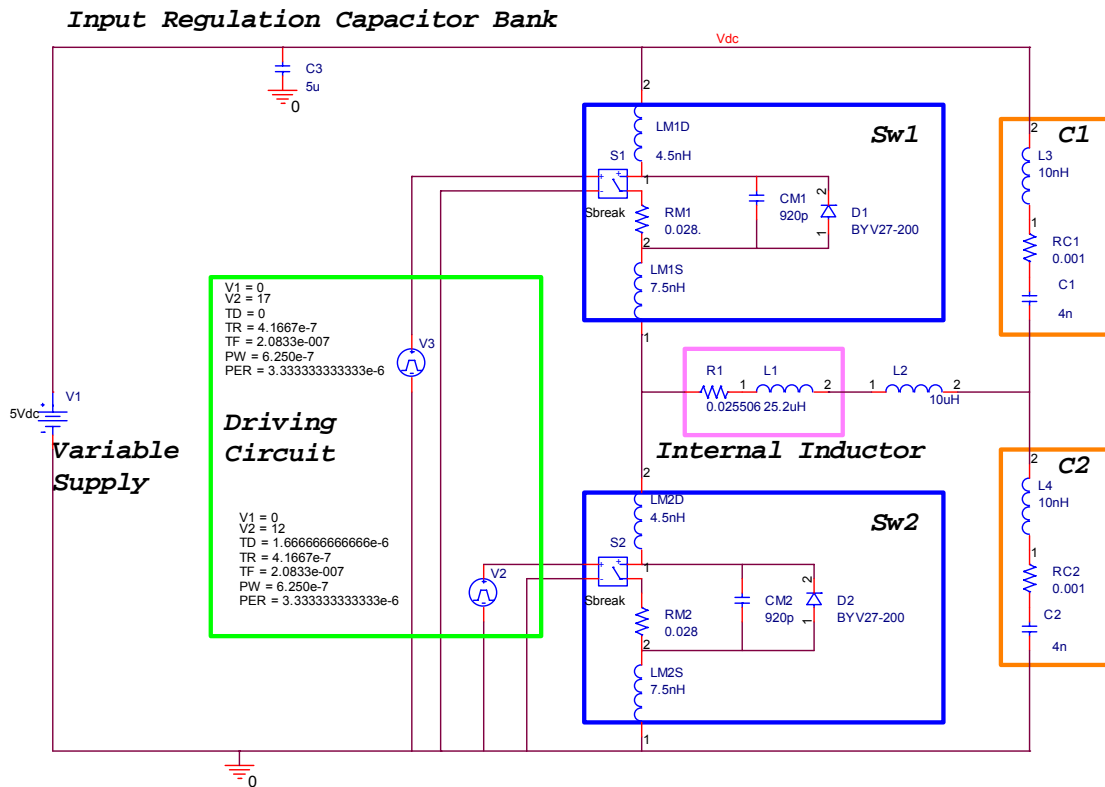 Input Regulation Capacitor Bank
Vdc
C3
5u
0
2
LM1D
4.5nH
Sw1
S1
1
Sbreak
RM1
0.028.
CM1
920p
2
1
D1
BYV27-200
2
LM1S
7.5nH
1
C1
2
L3
10nH
1
RC1
0.001
C1
4n
V1 = 0
V2 = 17
TD = 0
TR = 4.1667e-7
TF = 2.0833e-007
PW = 6.250e-7
PER = 3.333333333333e-6
V3
Driving
Circuit
V1
5Vdc
Variable
Supply
R1
0.025506
1
L1
2
25.2uH
1
L2
2
10uH
Internal Inductor
V1 = 0
V2 = 12
TD = 1.666666666666e-6
TR = 4.1667e-7
TF = 2.0833e-007
PW = 6.250e-7
PER = 3.333333333333e-6
V2
2
LM2D
4.5nH
Sw2
S2
1
Sbreak
RM2
0.028
CM2
920p
2
1
D2
BYV27-200
2
LM2S
7.5nH
1
C2
2
L4
10nH
1
RC2
0.001
C2
4n
0